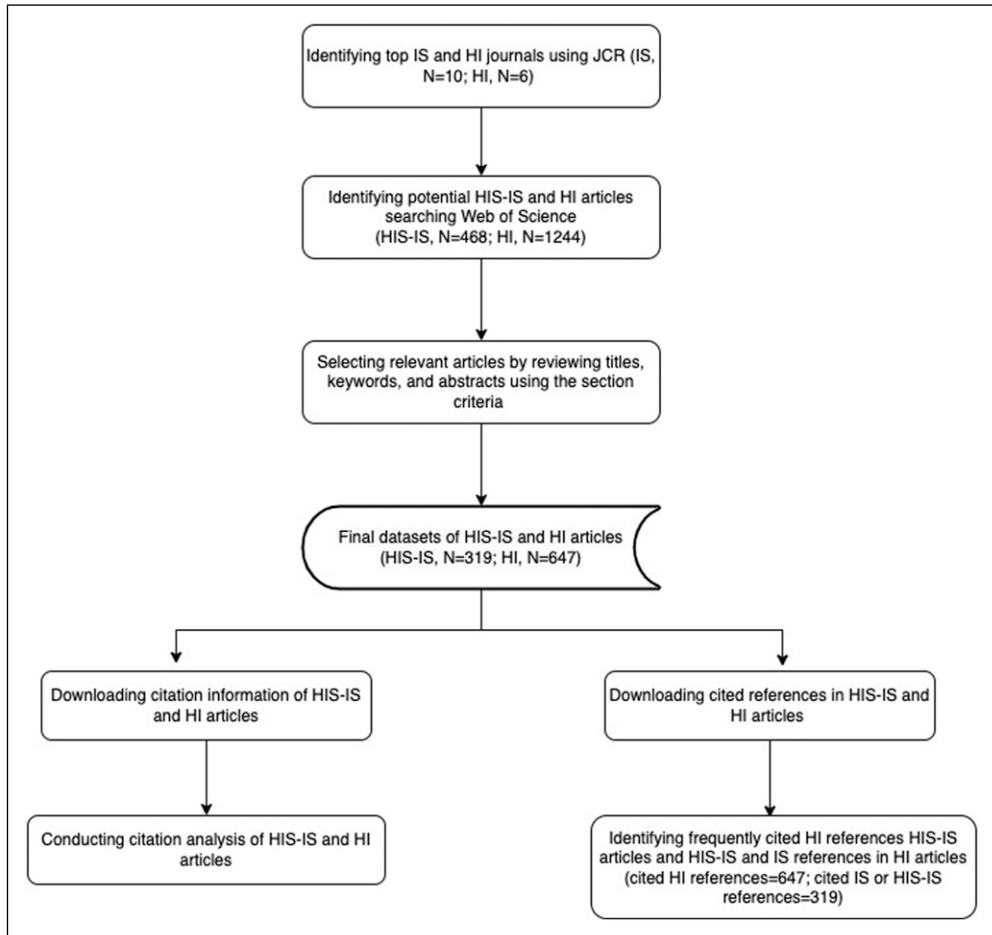 Identifying top IS and HI journals using JCR (IS,
N=10; HI, N=6)
Identifying potential HIS-IS and HI articles
searching Web of Science
(HIS-IS, N=468; HI, N=1244)
Selecting relevant articles by reviewing titles,
keywords, and abstracts using the section
criteria
Final datasets of HIS-IS and HI articles
(HIS-IS, N=319; HI, N=647)
Downloading citation information of HIS-IS
and HI articles
Downloading cited references in HIS-IS and
HI articles
Conducting citation analysis of HIS-IS and HI
articles
Identifying frequently cited HI references HIS-IS
articles and HIS-IS and IS references in HI articles
(cited HI references=647; cited IS or HIS-IS
references=319)